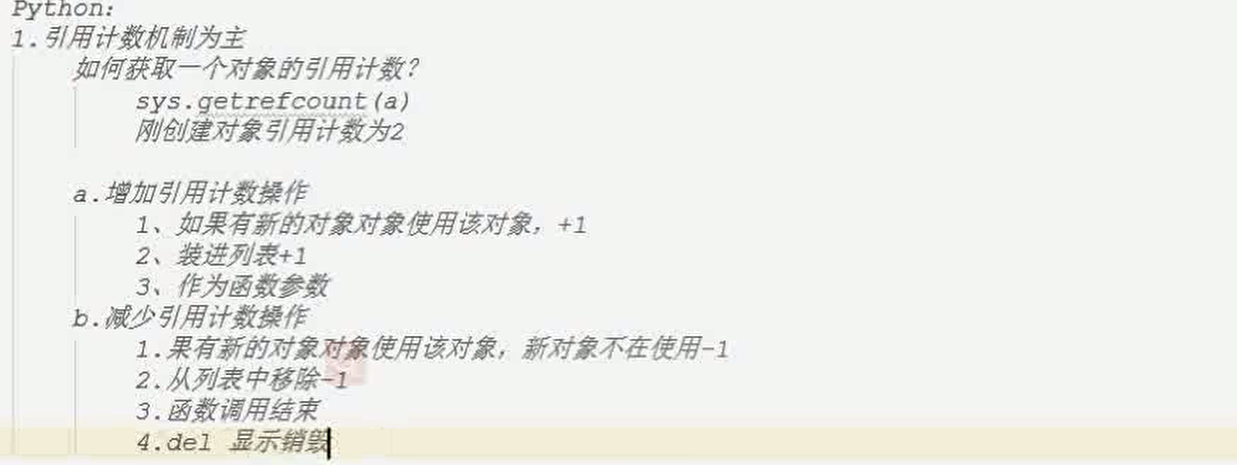 Python:
1.引用计数机制为主
如何获取一个对象的引用计数?
sys.getrefcount(a)
刚创建对象引用计数为2
a.增加引用计数操作
1、如果有新的对象对象使用该对象，+1
2、装进列表+1
3、作为函数参数
b.减少引用计数操作
1.果有新的对象对象使用该对象，新对象不在使用-1
2.从列表中移除-1
3.函数调用结束
4.del 显示销毁